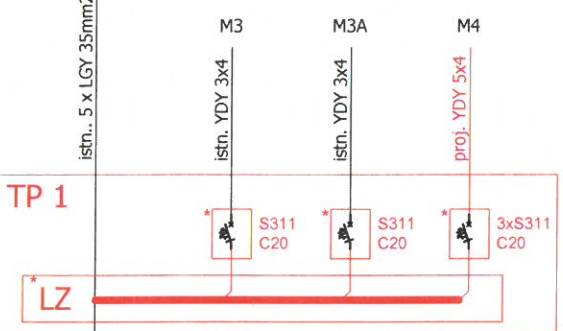 istn.. 5 x LGY 35mm2
M3
M3A
M4
istn. YDY 3x4
istn. YDY 3x4
proj. YDY 5x4
TP 1
* S311
C20
* S311
C20
* 3xS311
C20
*LZ